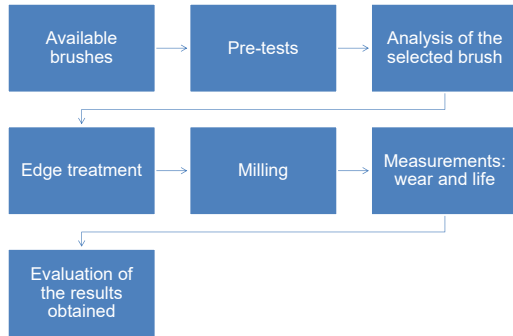 Available
brushes
Pre-tests
Analysis of the
selected brush
Edge treatment
Milling
Measurements:
wear and life
Evaluation of
the results
obtained